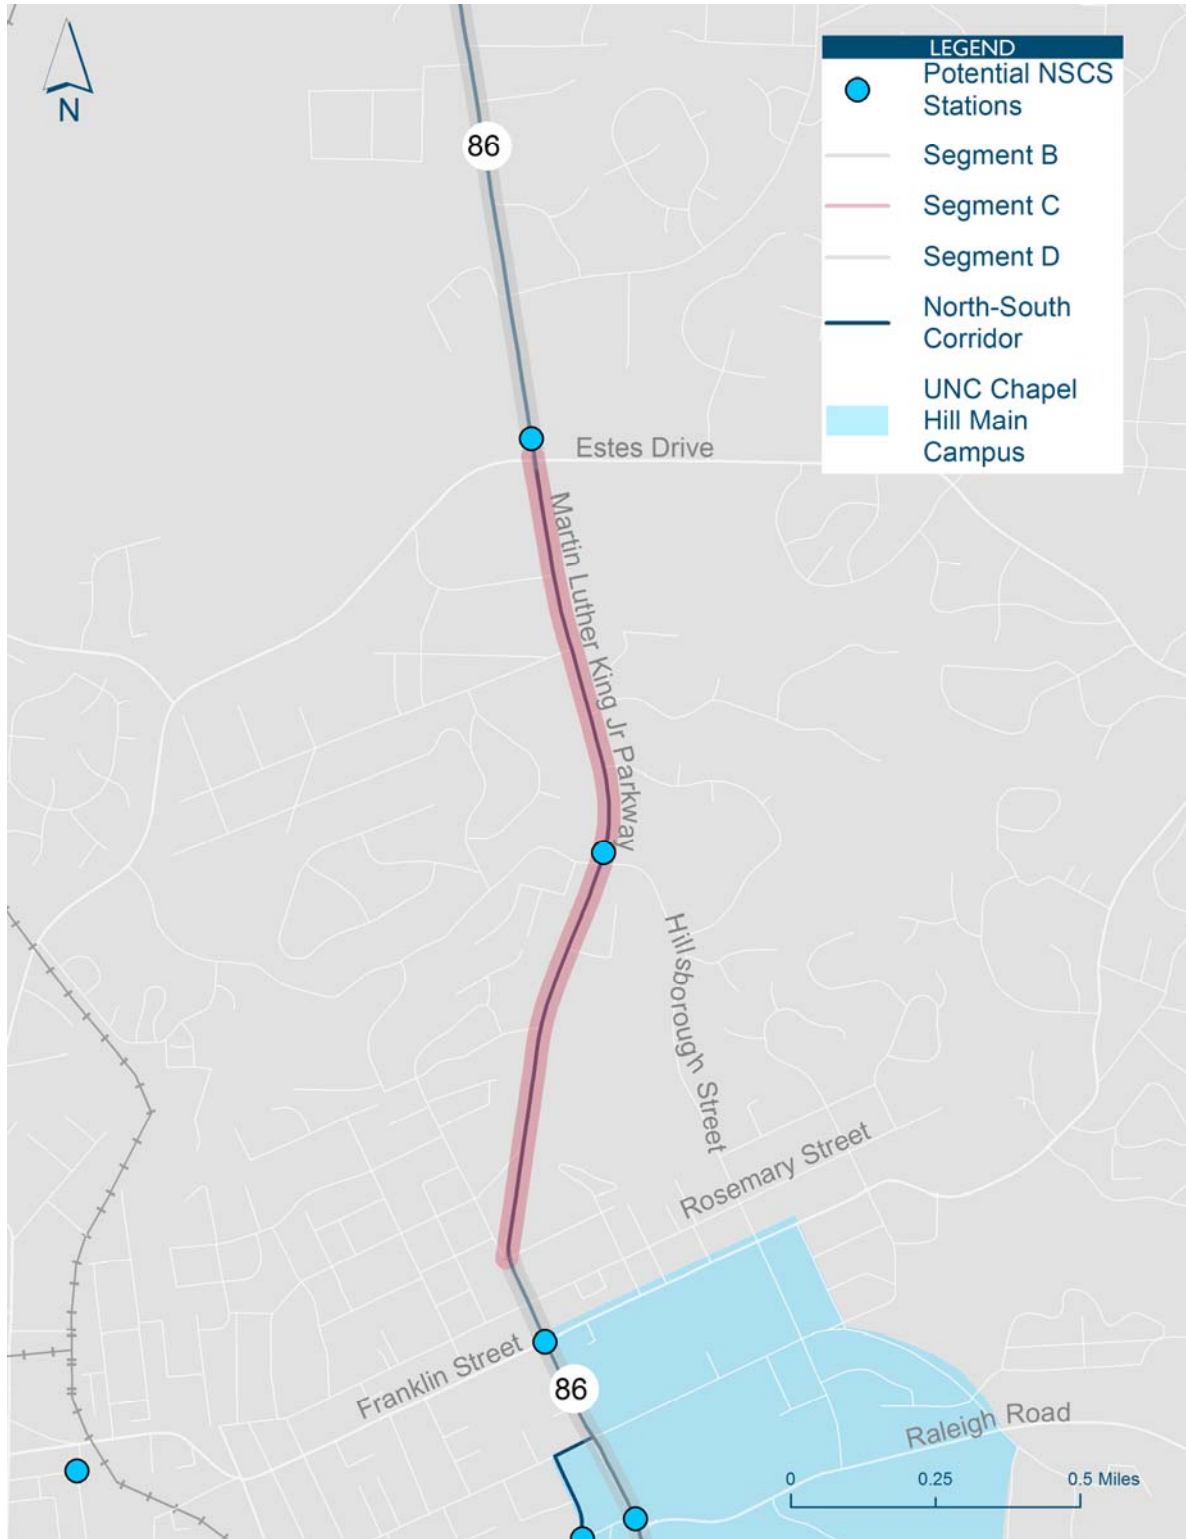 N
LEGEND
Potential NSCS
Stations
Segment B
Segment C
Segment D
North-South
Corridor
UNC Chapel
Hill Main
Campus
86
Estes Drive
Martin Luther King Jr Parkway
Hillsborough Street
Rosemary Street
Franklin Street
86
Raleigh Road
0 0.25 0.5 Miles